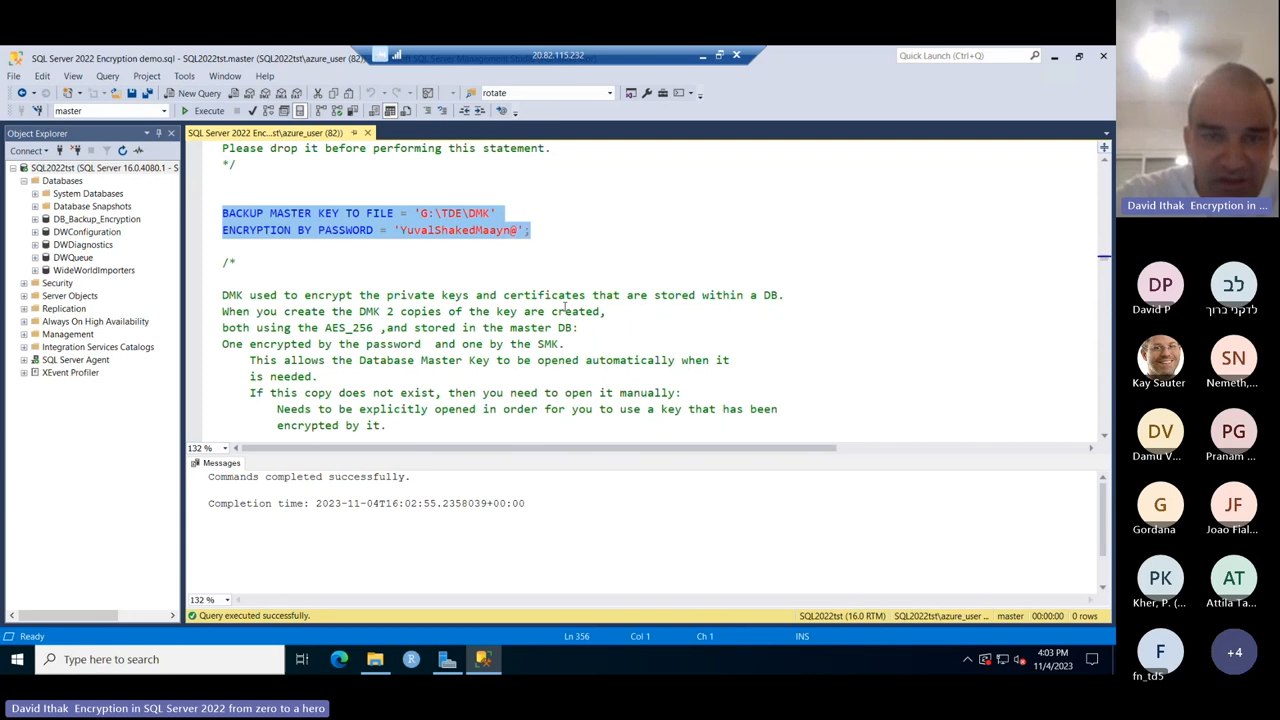 SQL Server 2022 Encryption demo.sql - SQL2022tst.master (SQL2022tst\azure_user (82))
20.82.115.232
Quick Launch (Ctrl+Q)
File Edit View Query Project Tools Window Help
New Query
rotate
master
Execute
Object Explorer
SQL Server 2022 Enc...st\azure_user (82))
Connect
SQL2022tst (SQL Server 16.0.4080.1 - S
Databases
System Databases
Database Snapshots
DB_Backup_Encryption
DWConfiguration
DWDiagnostics
DWQueue
WideWorldImporters
Security
Server Objects
Replication
Always On High Availability
Management
Integration Services Catalogs
SQL Server Agent
XEvent Profiler
Please drop it before performing this statement.
*/
BACKUP MASTER KEY TO FILE = 'G:\TDE\DMK'
ENCRYPTION BY PASSWORD = 'YuvalShakedMaayn@';
/*
DMK used to encrypt the private keys and certificates that are stored within a DB.
When you create the DMK 2 copies of the key are created,
both using the AES_256 ,and stored in the master DB:
One encrypted by the password  and one by the SMK.
This allows the Database Master Key to be opened automatically when it
is needed.
If this copy does not exist, then you need to open it manually:
Needs to be explicitly opened in order for you to use a key that has been
encrypted by it.
132 %
Messages
Commands completed successfully.
Completion time: 2023-11-04T16:02:55.2358039+00:00
132 %
Query executed successfully.
SQL2022tst (16.0 RTM)
SQL2022tst\azure_user ...
master
00:00:00
0 rows
Ready
Ln 356
Col 1
Ch 1
INS
Type here to search
4:03 PM
11/4/2023
David Ithak Encryption in ...
DP
David P
לב
לדקני ברוך
Kay Sauter
SN
Nemeth,...
DV
Damu V...
PG
Pranam ...
G
Gordana
JF
Joao Fial...
PK
Kher, P. (...
AT
Attila Ta...
F
fn_td5
+4
David Ithak Encryption in SQL Server 2022 from zero to a hero